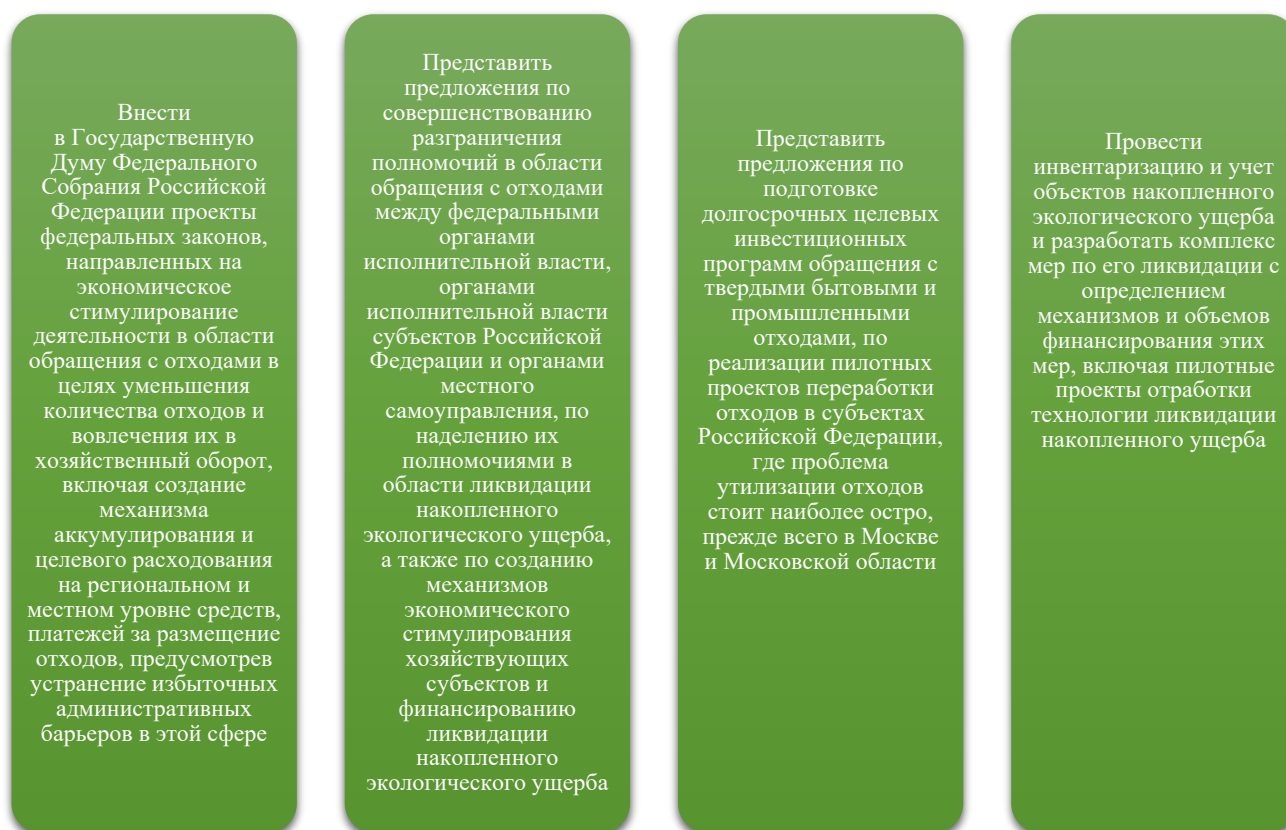 Внести
в Государственную
Думу Федерального
Собрания Российской
Федерации проекты
федеральных законов,
направленных на
экономическое
стимулирование
деятельности в области
обращения с отходами в
целях уменьшения
количества отходов и
вовлечения их в
хозяйственный оборот,
включая создание
механизма
аккумулирования и
целевого расходования
на региональном и
местном уровне средств,
платежей за размещение
отходов, предусмотрев
устранение избыточных
административных
барьеров в этой сфере
Представить
предложения по
совершенствованию
разграничения
полномочий в области
обращения с отходами
между федеральными
органами
исполнительной власти,
органами
исполнительной власти
субъектов Российской
Федерации и органами
местного
самоуправления, по
наделению их
полномочиями в
области ликвидации
накопленного
экологического ущерба,
а также по созданию
механизмов
экономического
стимулирования
хозяйствующих
субъектов и
финансированию
ликвидации
накопленного
экологического ущерба
Представить
предложения по
подготовке
долгосрочных целевых
инвестиционных
программ обращения с
твердыми бытовыми и
промышленными
отходами, по
реализации пилотных
проектов переработки
отходов в субъектах
Российской Федерации,
где проблема
утилизации отходов
стоит наиболее остро,
прежде всего в Москве
и Московской области
Провести
инвентаризацию и учет
объектов накопленного
экологического ущерба
и разработать комплекс
мер по его ликвидации с
определением
механизмов и объемов
финансирования этих
мер, включая пилотные
проекты отработки
технологии ликвидации
накопленного ущерба